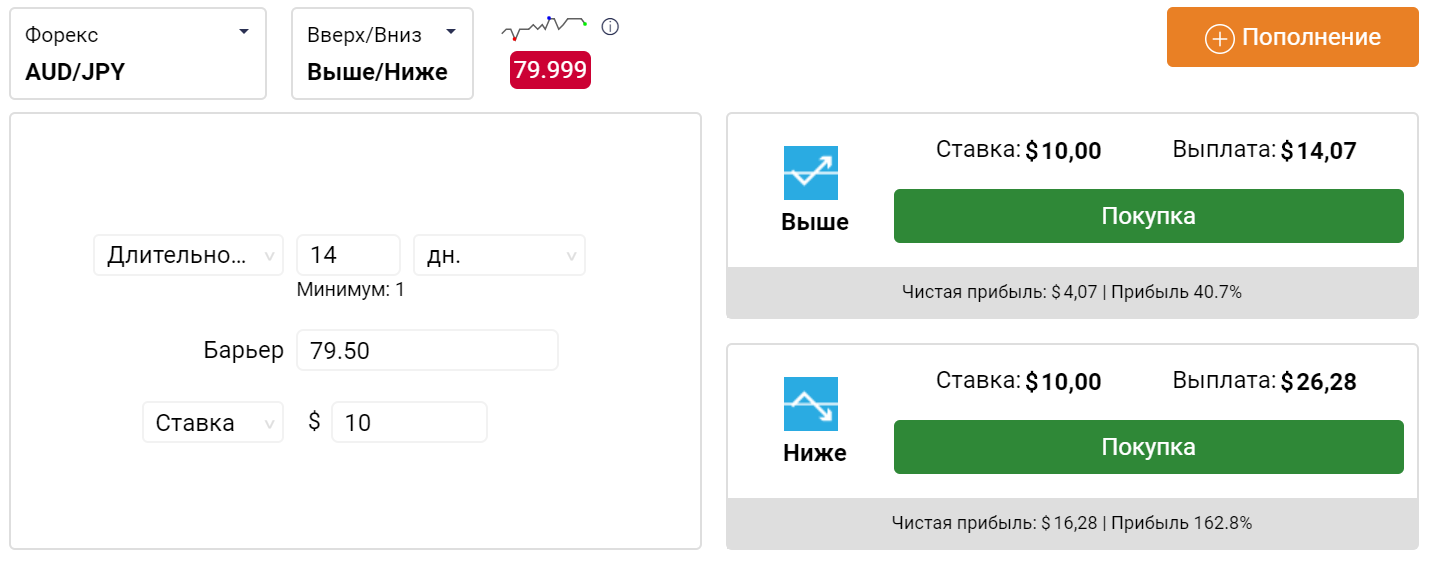 Форекс
AUD/JPY
Вверх/Вниз
Выше/Ниже
79.999
Пополнение
Длительно...
14
дн.
Минимум: 1
Барьер
79.50
Ставка
$
10
Ставка: $10,00
Выплата: $14,07
Выше
Покупка
Чистая прибыль: $4,07 | Прибыль 40.7%
Ставка: $10,00
Выплата: $26,28
Ниже
Покупка
Чистая прибыль: $16,28 | Прибыль 162.8%